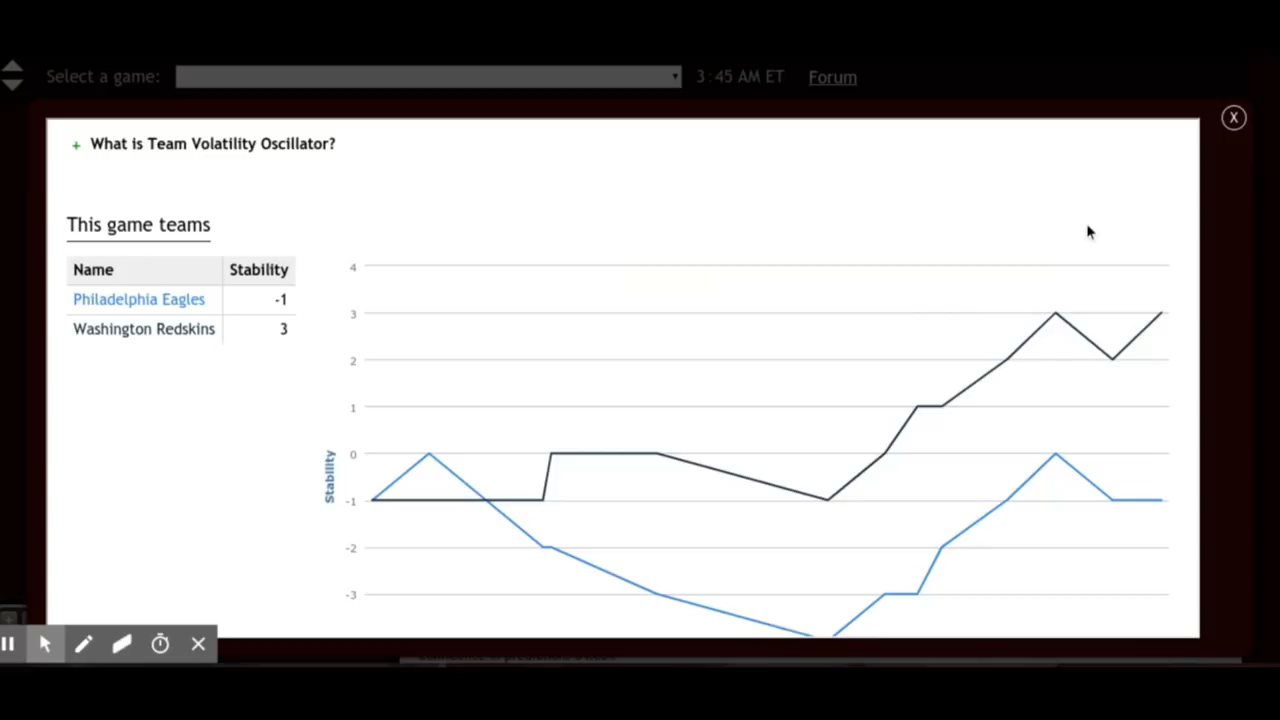 Select a game: 3:45 AM ET Forum
X
+ What is Team Volatility Oscillator?
This game teams
Name Stability
Philadelphia Eagles -1
Washington Redskins 3
4
3
2
1
0
-1
-2
-3
Stability